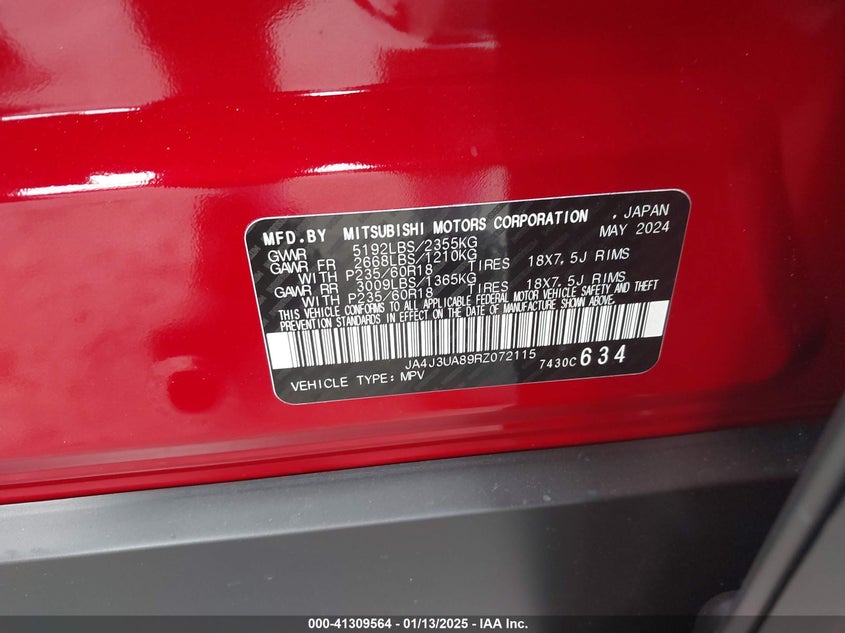 MFD.BY MITSUBISHI MOTORS CORPORATION , JAPAN
GVWR 5192LBS/2355KG MAY 2024
GAWR FR 2668LBS/1210KG
WITH P235/60R18 TIRES 18X7.5J RIMS
GAWR RR 3009LBS/1365KG
WITH P235/60R18 TIRES 18X7.5J RIMS
THIS VEHICLE CONFORMS TO ALL APPLICABLE FEDERAL MOTOR VEHICLE SAFETY AND THEFT
PREVENTION STANDARDS IN EFFECT ON THE DATE OF MANUFACTURE SHOWN ABOVE.
JA4J3UA89RZ072115 7430C 634
VEHICLE TYPE: MPV
000-41309564 / 01/13/2025 - IAA Inc.